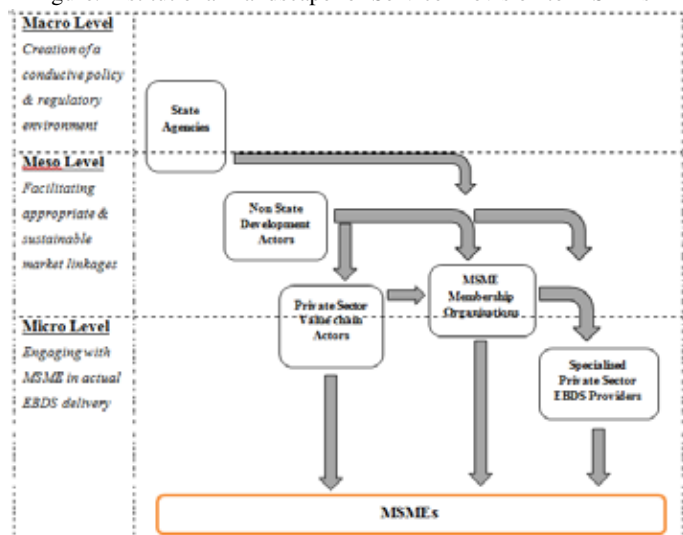 Macro Level
Creation of a
conducive policy
& regulatory
environment
State
Agencies
Meso Level
Facilitating
appropriate &
sustainable
market linkages
Non State
Development
Actors
MSME
Membership
Organisations
Private Sector
Value chain
Actors
Micro Level
Engaging with
MSME in actual
EBDS delivery
Specialised
Private Sector
EBDS Providers
MSMEs